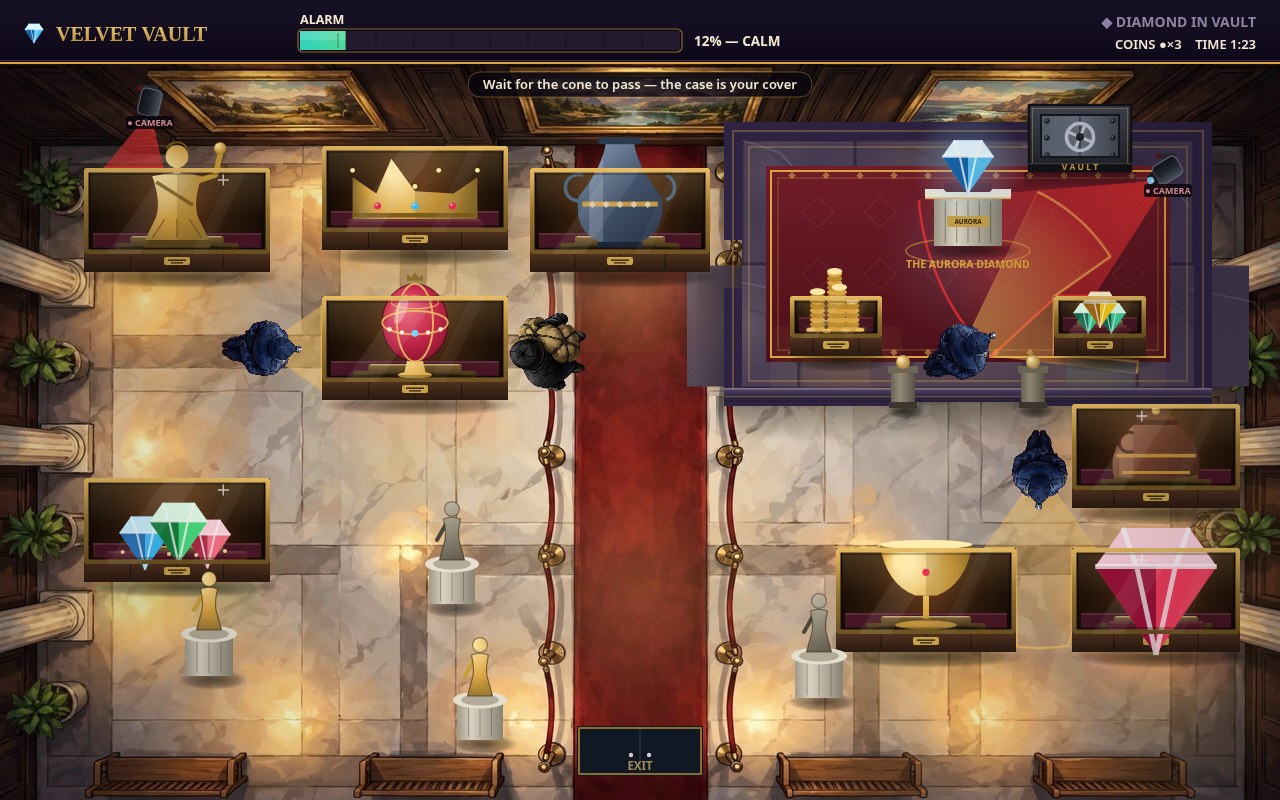 VELVET VAULT
ALARM
12% — CALM
◆ DIAMOND IN VAULT
COINS ●×3 TIME 1:23
Wait for the cone to pass — the case is your cover
● CAMERA
VAULT
● CAMERA
AURORA
THE AURORA DIAMOND
EXIT